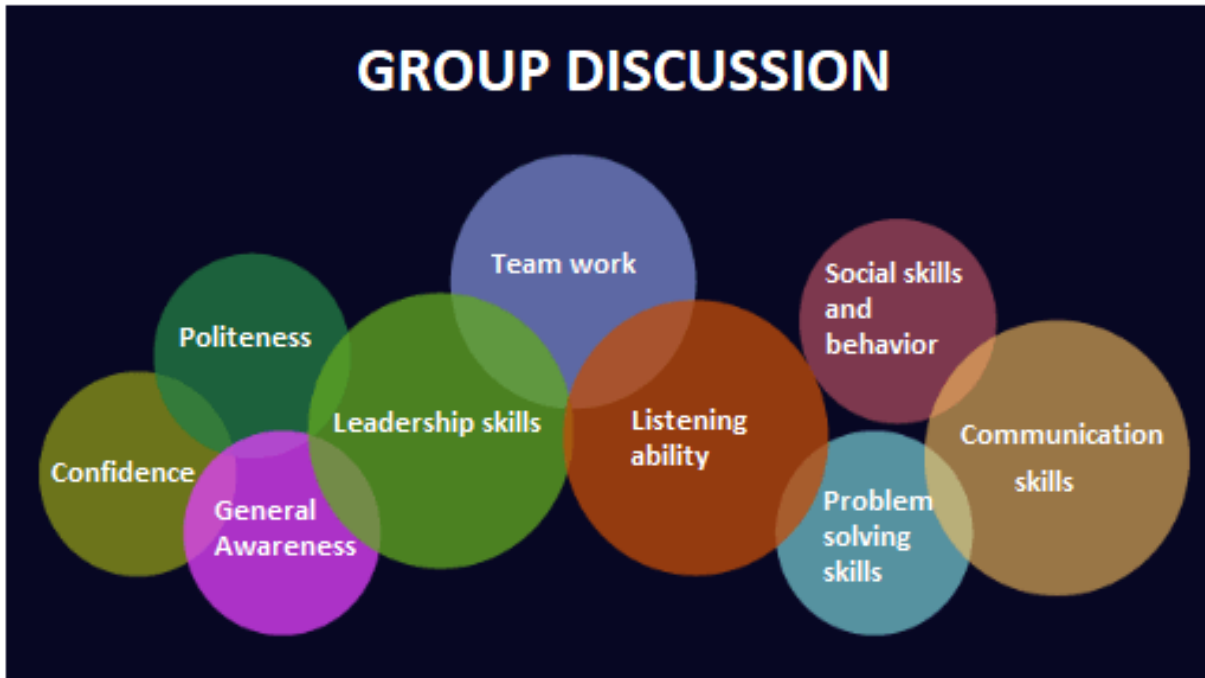 GROUP DISCUSSION
Team work
Social skills
and
behavior
Politeness
Leadership skills
Listening
ability
Communication
skills
Confidence
General
Awareness
Problem
solving
skills